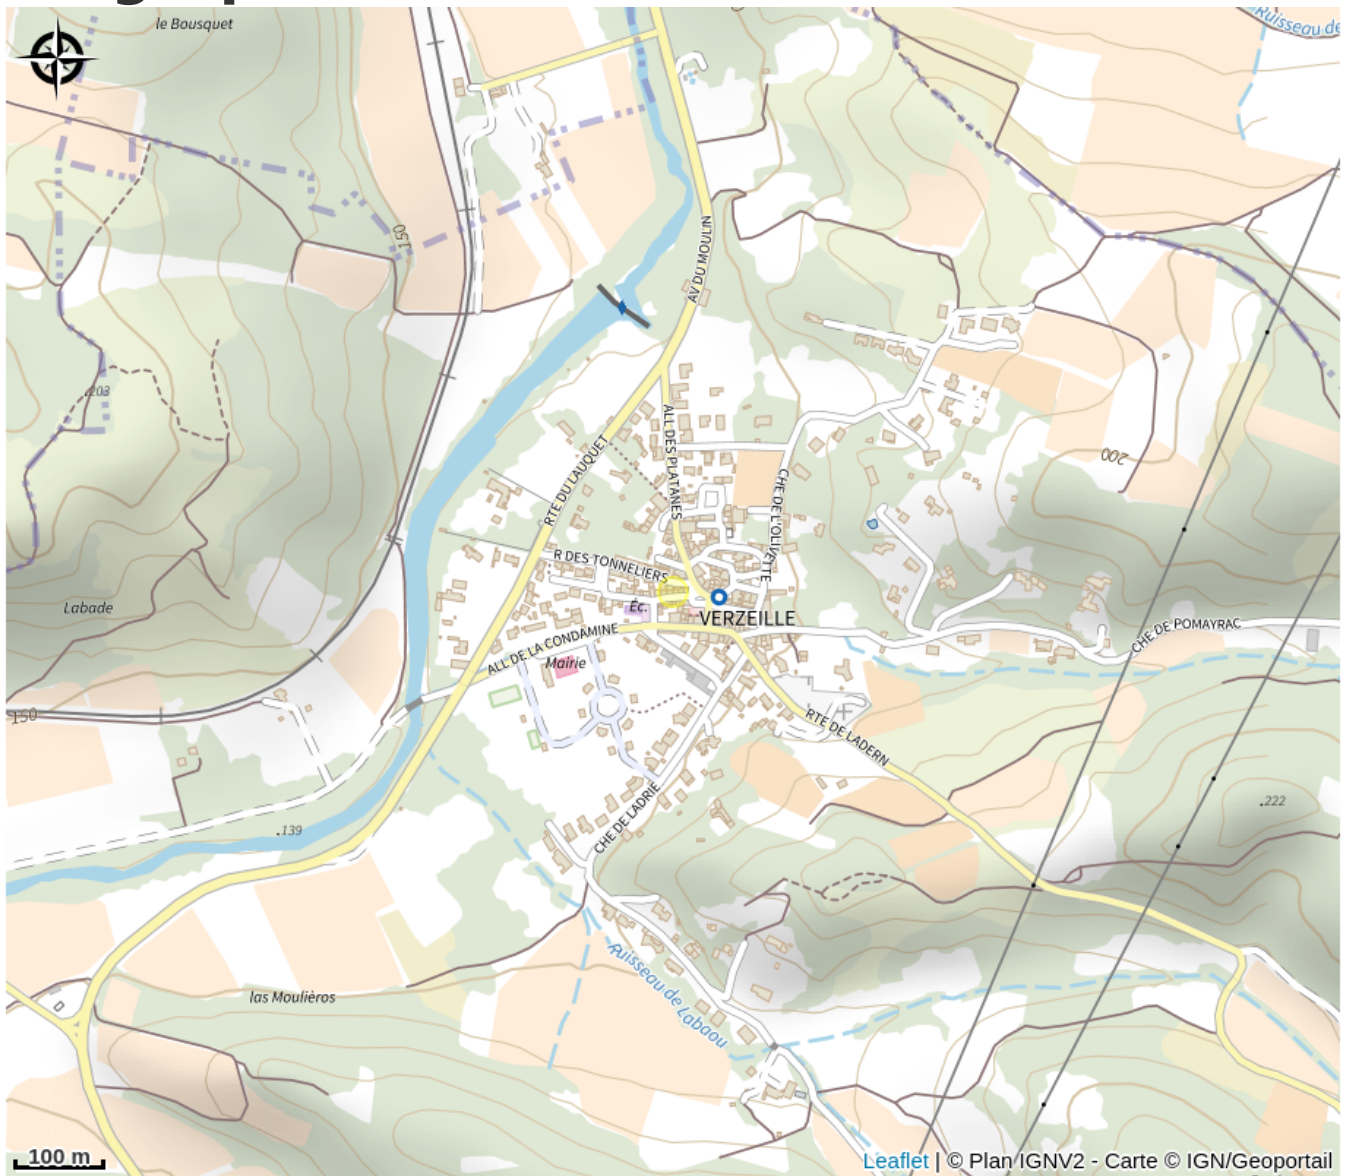 le Bousquet
Ruisseau de
150
AV DU MOULIN
203
ALL DES PLATANES
RTE DU LAUQUET
200
CHE DE L'OLIVETTE
R DES TONNELIERS
Éc.
Labade
VERZEILLE
CHE DE POMAYRAC
ALL DE LA CONDAMINE
Mairie
150
RTE DE LADERN
CHE DE LADRIE
.222
.139
Ruisseau de Labaou
las Moulièros
100 m
Leaflet | © Plan IGNV2 - Carte © IGN/Geoportail